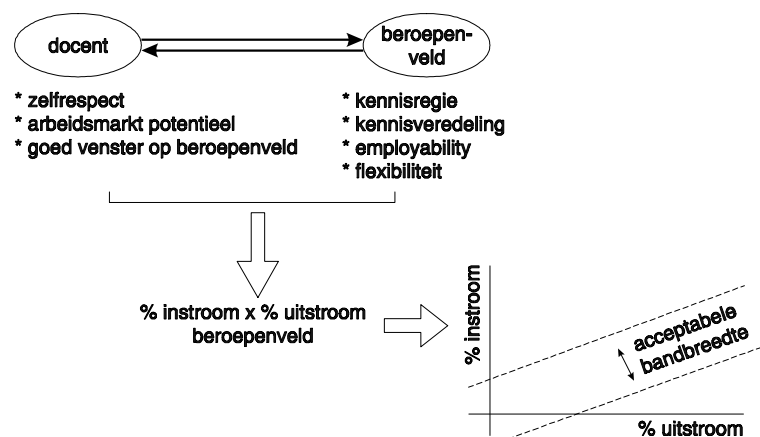 docent
beroepen-
veld
* zelfrespect
* arbeidsmarkt potentieel
* goed venster op beroepenveld
* kennisregie
* kennisveredeling
* employability
* flexibiliteit
% instroom x % uitstroom
beroepenveld
% instroom
acceptabele
bandbreedte
% uitstroom